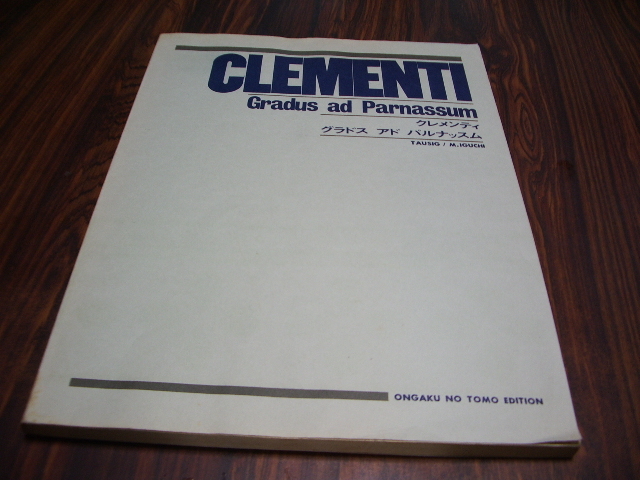 CLEMENTI
Gradus ad Parnassum
クレメンティ
グラドス アド パルナッスム
TAUSIG / M.IGUCHI
ONGAKU NO TOMO EDITION